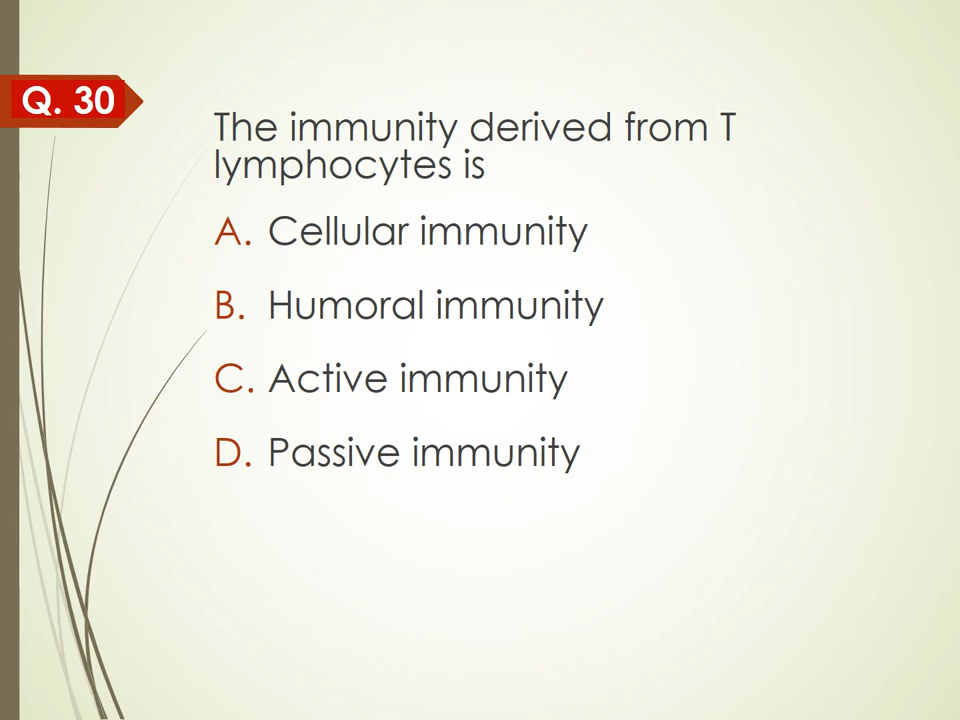 Q. 30
The immunity derived from T
lymphocytes is
A. Cellular immunity
B. Humoral immunity
C. Active immunity
D. Passive immunity